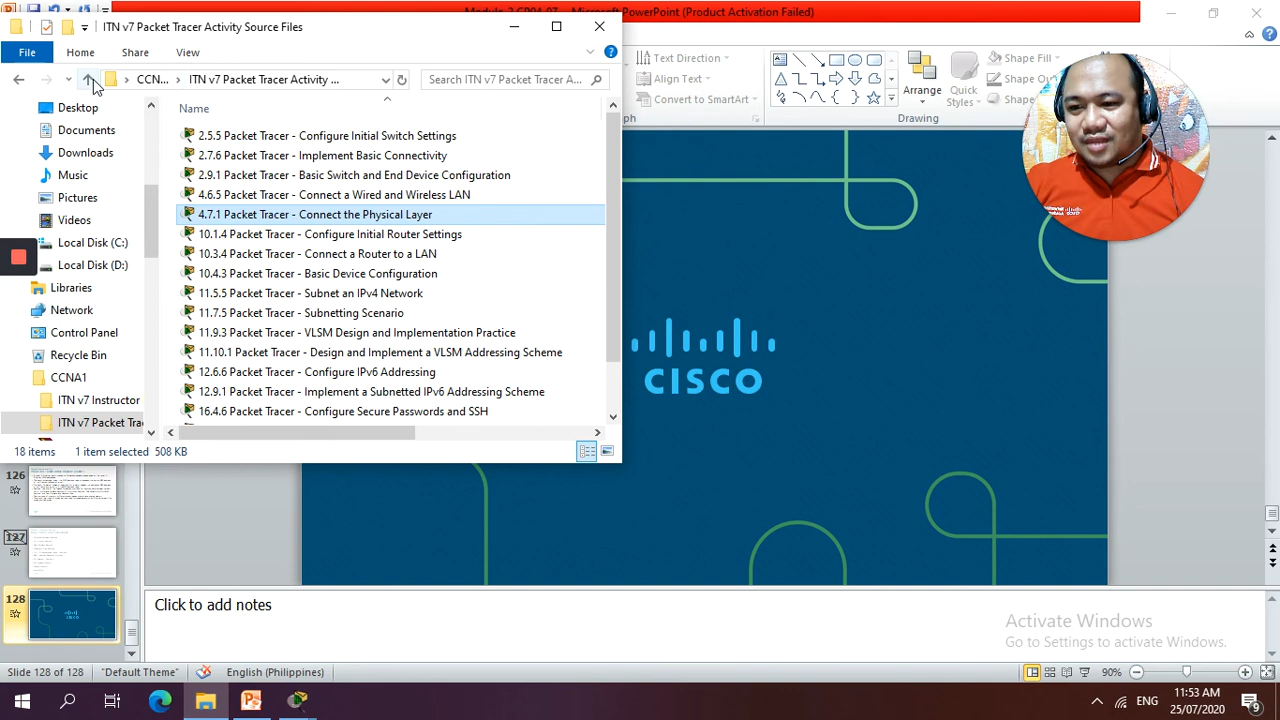 ITN v7 Packet Tracer Activity Source Files
PowerPoint (Product Activation Failed)
File
Home
Share
View
CCN...
ITN v7 Packet Tracer Activity ...
Search ITN v7 Packet Tracer A...
Text Direction
Align Text
Convert to SmartArt
Arrange
Quick
Styles
Shape Fill
Shape
Drawing
Name
Desktop
Documents
Downloads
Music
Pictures
Videos
Local Disk (C:)
Local Disk (D:)
Libraries
Network
Control Panel
Recycle Bin
CCNA1
ITN v7 Instructor
ITN v7 Packet Tra
2.5.5 Packet Tracer - Configure Initial Switch Settings
2.7.6 Packet Tracer - Implement Basic Connectivity
2.9.1 Packet Tracer - Basic Switch and End Device Configuration
4.6.5 Packet Tracer - Connect a Wired and Wireless LAN
4.7.1 Packet Tracer - Connect the Physical Layer
10.1.4 Packet Tracer - Configure Initial Router Settings
10.3.4 Packet Tracer - Connect a Router to a LAN
10.4.3 Packet Tracer - Basic Device Configuration
11.5.5 Packet Tracer - Subnet an IPv4 Network
11.7.5 Packet Tracer - Subnetting Scenario
11.9.3 Packet Tracer - VLSM Design and Implementation Practice
11.10.1 Packet Tracer - Design and Implement a VLSM Addressing Scheme
12.6.6 Packet Tracer - Configure IPv6 Addressing
12.9.1 Packet Tracer - Implement a Subnetted IPv6 Addressing Scheme
16.4.6 Packet Tracer - Configure Secure Passwords and SSH
18 items
1 item selected 508 KB
CISCO
126
127
128
Click to add notes
Activate Windows
Go to Settings to activate Windows.
Slide 128 of 128
"Default Theme"
English (Philippines)
90%
ENG
11:53 AM
25/07/2020
9